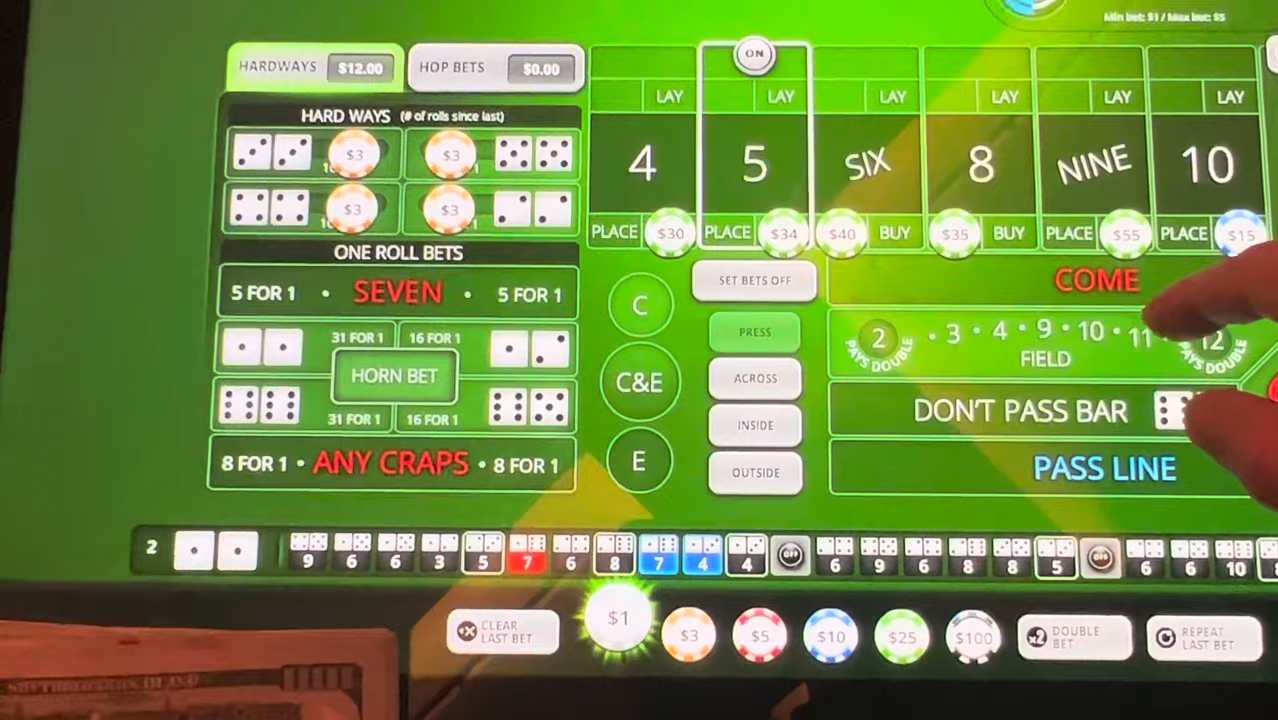 Min bet: $1 / Max bet: $5
HARDWAYS $12.00 HOP BETS $0.00
ON
LAY LAY LAY LAY LAY LAY
HARD WAYS (# of rolls since last)
$3 $3
4 5 SIX 8 NINE 10
$3 $3
PLACE $30 PLACE $34 $40 BUY $35 BUY PLACE $55 PLACE $15
ONE ROLL BETS
5 FOR 1 • SEVEN • 5 FOR 1
C
SET BETS OFF
COME
31 FOR 1 16 FOR 1
HORN BET
31 FOR 1 16 FOR 1
PRESS
2 • 3 • 4 • 9 • 10 • 11 12
PAYS DOUBLE FIELD PAYS DOUBLE
C&E
ACROSS
DON'T PASS BAR
INSIDE
8 FOR 1 • ANY CRAPS • 8 FOR 1
E
OUTSIDE
PASS LINE
2 9 6 6 3 5 7 6 8 7 4 4 OFF 6 9 6 8 8 5 OFF 6 6 10
CLEAR LAST BET
$1 $3 $5 $10 $25 $100
x2 DOUBLE BET
REPEAT LAST BET